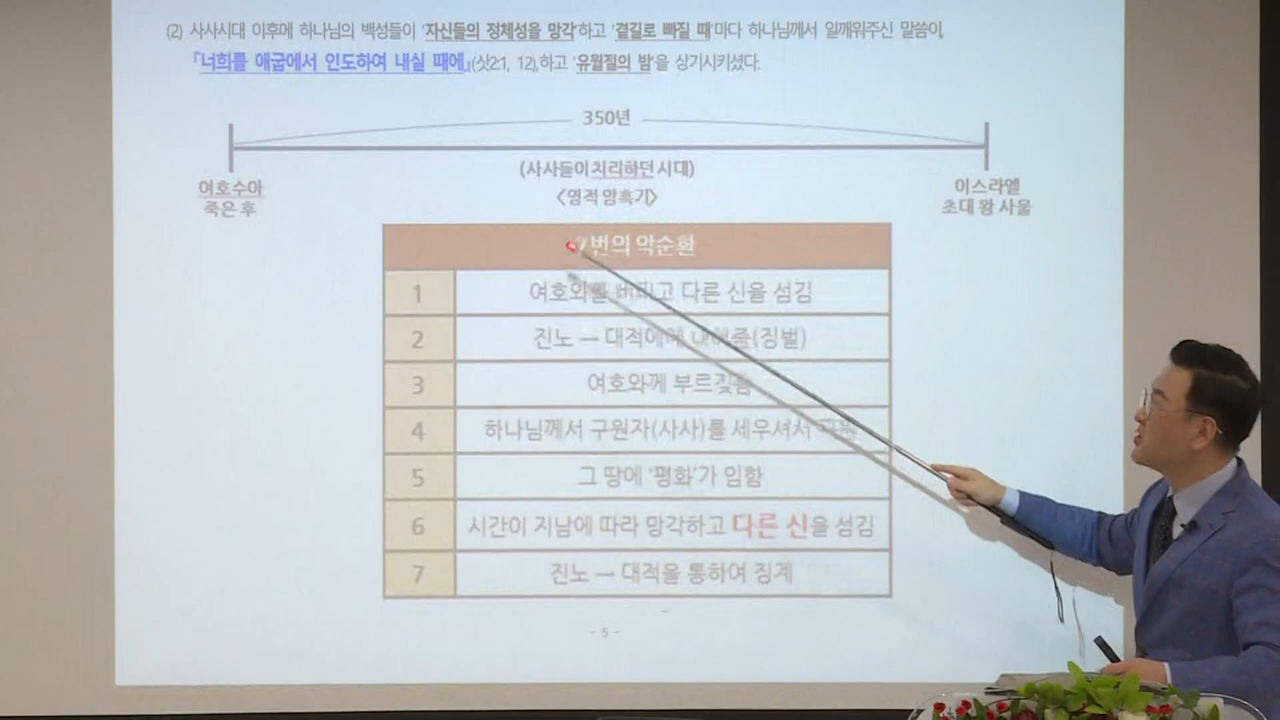 (2) 사사시대 이후에 하나님의 백성들이 '자신들의 정체성을 망각'하고 '곁길로 빠질 때'마다 하나님께서 일깨워주신 말씀이,
『너희를 애굽에서 인도하여 내실 때에』(삿2:1, 12),하고 '유월절의 밤'을 상기시키셨다.
350년
(사사들이 치리하던 시대)
<영적 암흑기>
여호수아
죽은 후
이스라엘
초대 왕 사울
7번의 악순환
1 여호와를 버리고 다른 신을 섬김
2 진노 → 대적에게 내어줌(징벌)
3 여호와께 부르짖음
4 하나님께서 구원자(사사)를 세우셔서
5 그 땅에 '평화'가 임함
6 시간이 지남에 따라 망각하고 다른 신을 섬김
7 진노 → 대적을 통하여 징계
- 5 -